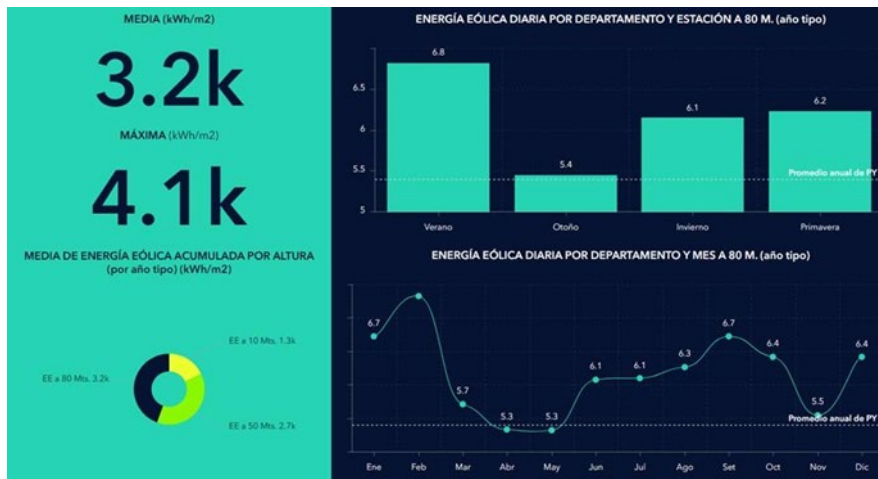 MEDIA (kWh/m2)
3.2k
MÁXIMA (kWh/m2)
4.1k
MEDIA DE ENERGÍA EÓLICA ACUMULADA POR ALTURA
(por año tipo) (kWh/m2)
EE a 10 Mts. 1.3k
EE a 80 Mts. 3.2k
EE a 50 Mts. 2.7k
ENERGÍA EÓLICA DIARIA POR DEPARTAMENTO Y ESTACIÓN A 80 M. (año tipo)
6.8
6.5
6.1
6.2
6
5.5
5.4
Promedio anual de PY
5
Verano Otoño Invierno Primavera
ENERGÍA EÓLICA DIARIA POR DEPARTAMENTO Y MES A 80 M. (año tipo)
6.7 5.7 5.3 5.3 6.1 6.1 6.3 6.7 6.4 5.5 6.4
Promedio anual de PY
Ene Feb Mar Abr May Jun Jul Ago Set Oct Nov Dic